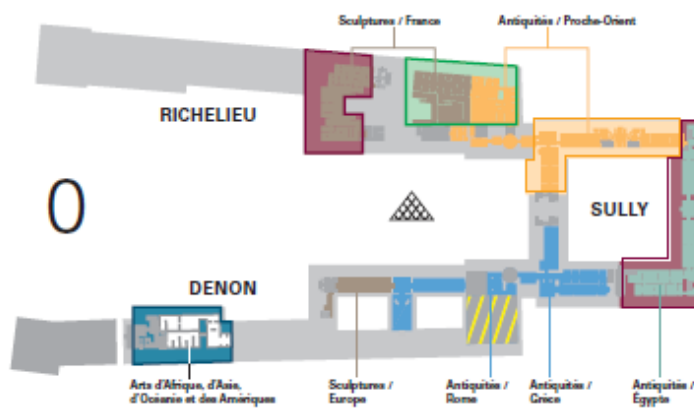 Sculptures / France
Antiquités / Proche-Orient
RICHELIEU
0
SULLY
DENON
Arts d'Afrique, d'Asie,
d'Océanie et des Amériques
Sculptures /
Europe
Antiquités /
Rome
Antiquités /
Grèce
Antiquités /
Égypte